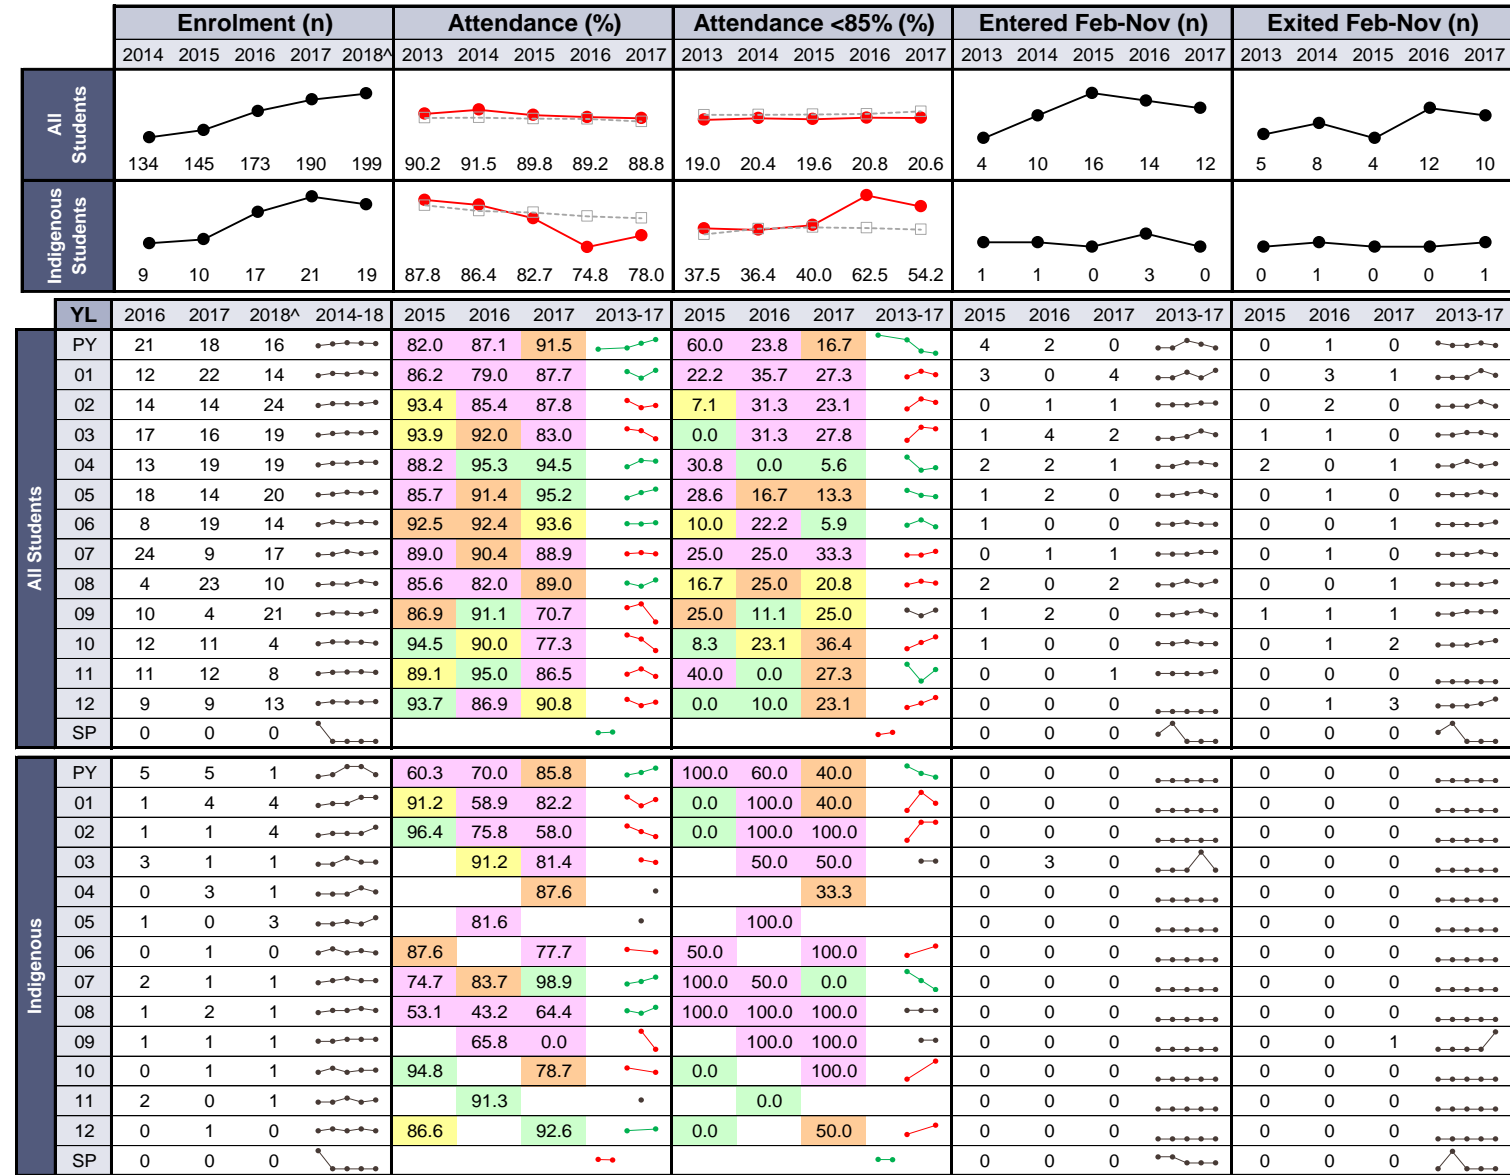 Enrolment (n) Attendance (%) Attendance <85% (%) Entered Feb-Nov (n) Exited Feb-Nov (n)
2014 2015 2016 2017 2018^ 2013 2014 2015 2016 2017 2013 2014 2015 2016 2017 2013 2014 2015 2016 2017 2013 2014 2015 2016 2017
All Students
134 145 173 190 199 90.2 91.5 89.8 89.2 88.8 19.0 20.4 19.6 20.8 20.6 4 10 16 14 12 5 8 4 12 10
Indigenous Students
9 10 17 21 19 87.8 86.4 82.7 74.8 78.0 37.5 36.4 40.0 62.5 54.2 1 1 0 3 0 0 1 0 0 1
YL 2016 2017 2018^ 2014-18 2015 2016 2017 2013-17 2015 2016 2017 2013-17 2015 2016 2017 2013-17 2015 2016 2017 2013-17
All Students
PY 21 18 16 82.0 87.1 91.5 60.0 23.8 16.7 4 2 0 0 1 0
01 12 22 14 86.2 79.0 87.7 22.2 35.7 27.3 3 0 4 0 3 1
02 14 14 24 93.4 85.4 87.8 7.1 31.3 23.1 0 1 1 0 2 0
03 17 16 19 93.9 92.0 83.0 0.0 31.3 27.8 1 4 2 1 1 0
04 13 19 19 88.2 95.3 94.5 30.8 0.0 5.6 2 2 1 2 0 1
05 18 14 20 85.7 91.4 95.2 28.6 16.7 13.3 1 2 0 0 1 0
06 8 19 14 92.5 92.4 93.6 10.0 22.2 5.9 1 0 0 0 0 1
07 24 9 17 89.0 90.4 88.9 25.0 25.0 33.3 0 1 1 0 1 0
08 4 23 10 85.6 82.0 89.0 16.7 25.0 20.8 2 0 2 0 0 1
09 10 4 21 86.9 91.1 70.7 25.0 11.1 25.0 1 2 0 1 1 1
10 12 11 4 94.5 90.0 77.3 8.3 23.1 36.4 1 0 0 0 1 2
11 11 12 8 89.1 95.0 86.5 40.0 0.0 27.3 0 0 1 0 0 0
12 9 9 13 93.7 86.9 90.8 0.0 10.0 23.1 0 0 0 0 1 3
SP 0 0 0 0 0 0 0 0 0
Indigenous
PY 5 5 1 60.3 70.0 85.8 100.0 60.0 40.0 0 0 0 0 0 0
01 1 4 4 91.2 58.9 82.2 0.0 100.0 40.0 0 0 0 0 0 0
02 1 1 4 96.4 75.8 58.0 0.0 100.0 100.0 0 0 0 0 0 0
03 3 1 1 91.2 81.4 50.0 50.0 0 3 0 0 0 0
04 0 3 1 87.6 33.3 0 0 0 0 0 0
05 1 0 3 81.6 100.0 0 0 0 0 0 0
06 0 1 0 87.6 77.7 50.0 100.0 0 0 0 0 0 0
07 2 1 1 74.7 83.7 98.9 100.0 50.0 0.0 0 0 0 0 0 0
08 1 2 1 53.1 43.2 64.4 100.0 100.0 100.0 0 0 0 0 0 0
09 1 1 1 65.8 0.0 100.0 100.0 0 0 0 0 0 1
10 0 1 1 94.8 78.7 0.0 100.0 0 0 0 0 0 0
11 2 0 1 91.3 0.0 0 0 0 0 0 0
12 0 1 0 86.6 92.6 0.0 50.0 0 0 0 0 0 0
SP 0 0 0 0 0 0 0 0 0